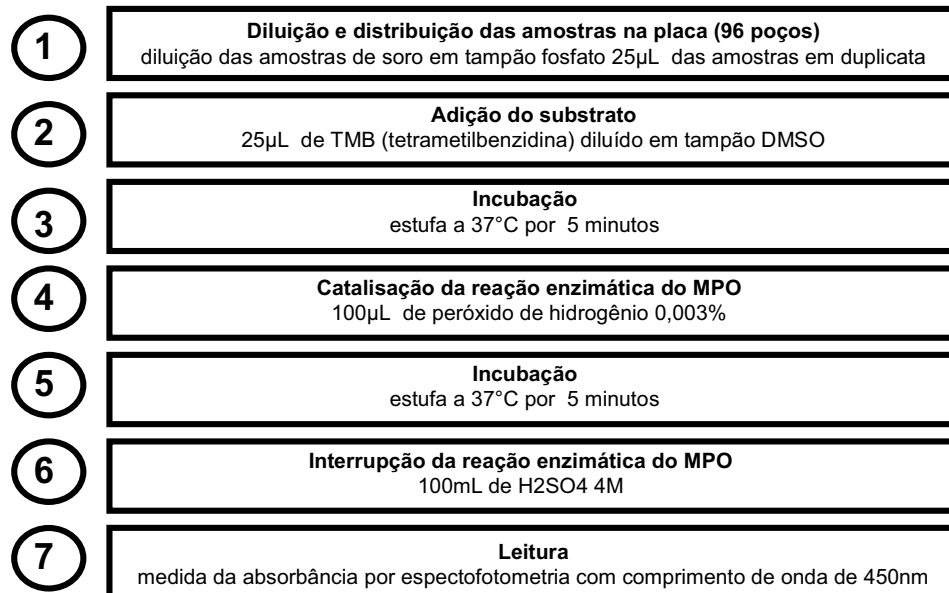 1
Diluição e distribuição das amostras na placa (96 poços)
diluição das amostras de soro em tampão fosfato 25µL das amostras em duplicata
2
Adição do substrato
25µL de TMB (tetrametilbenzidina) diluído em tampão DMSO
3
Incubação
estufa a 37°C por 5 minutos
4
Catalisação da reação enzimática do MPO
100µL de peróxido de hidrogênio 0,003%
5
Incubação
estufa a 37°C por 5 minutos
6
Interrupção da reação enzimática do MPO
100mL de H2SO4 4M
7
Leitura
medida da absorbância por espectofotometria com comprimento de onda de 450nm